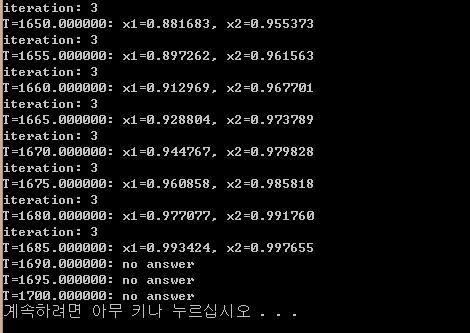 iteration: 3
T=1650.000000: x1=0.881683, x2=0.955373
iteration: 3
T=1655.000000: x1=0.897262, x2=0.961563
iteration: 3
T=1660.000000: x1=0.912969, x2=0.967701
iteration: 3
T=1665.000000: x1=0.928804, x2=0.973789
iteration: 3
T=1670.000000: x1=0.944767, x2=0.979828
iteration: 3
T=1675.000000: x1=0.960858, x2=0.985818
iteration: 3
T=1680.000000: x1=0.977077, x2=0.991760
iteration: 3
T=1685.000000: x1=0.993424, x2=0.997655
T=1690.000000: no answer
T=1695.000000: no answer
T=1700.000000: no answer
계속하려면 아무 키나 누르십시오 . . .